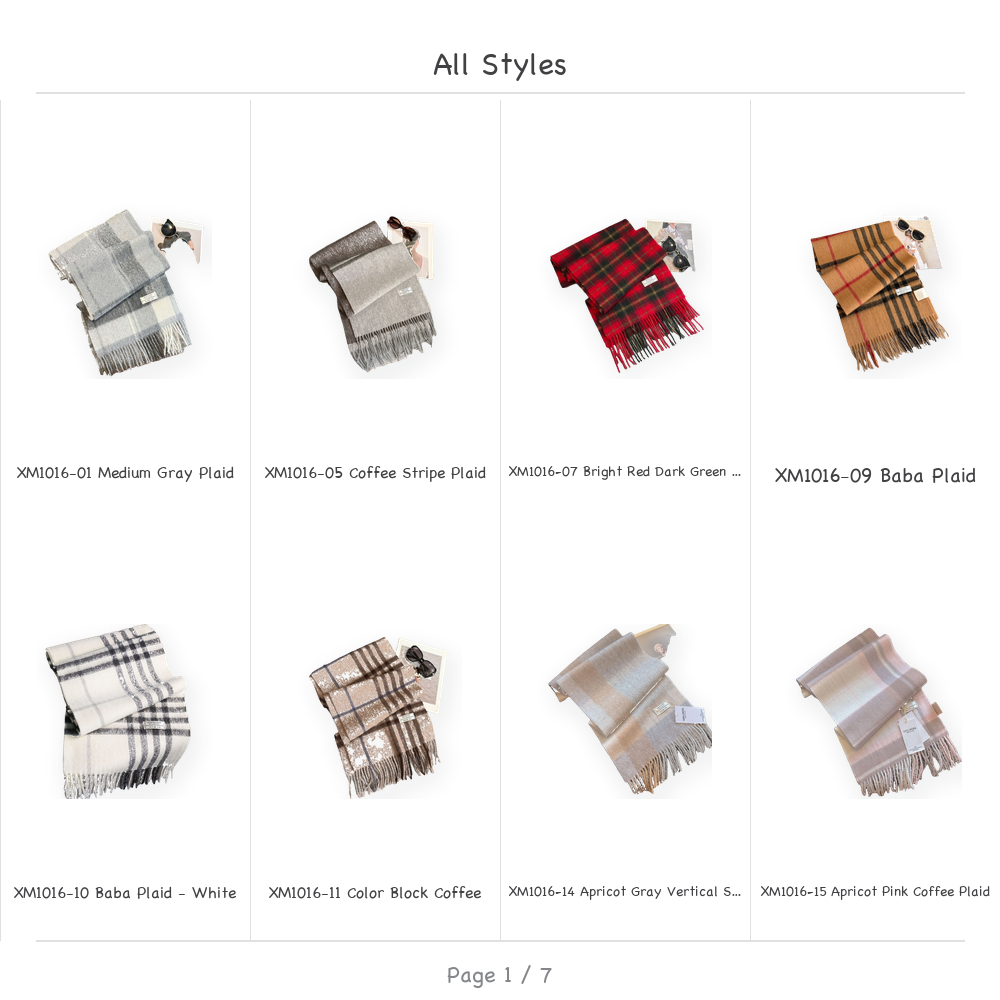 All Styles
XM1016-01 Medium Gray Plaid
XM1016-05 Coffee Stripe Plaid
XM1016-07 Bright Red Dark Green ...
XM1016-09 Baba Plaid
XM1016-10 Baba Plaid - White
XM1016-11 Color Block Coffee
XM1016-14 Apricot Gray Vertical S...
XM1016-15 Apricot Pink Coffee Plaid
Page 1 / 7